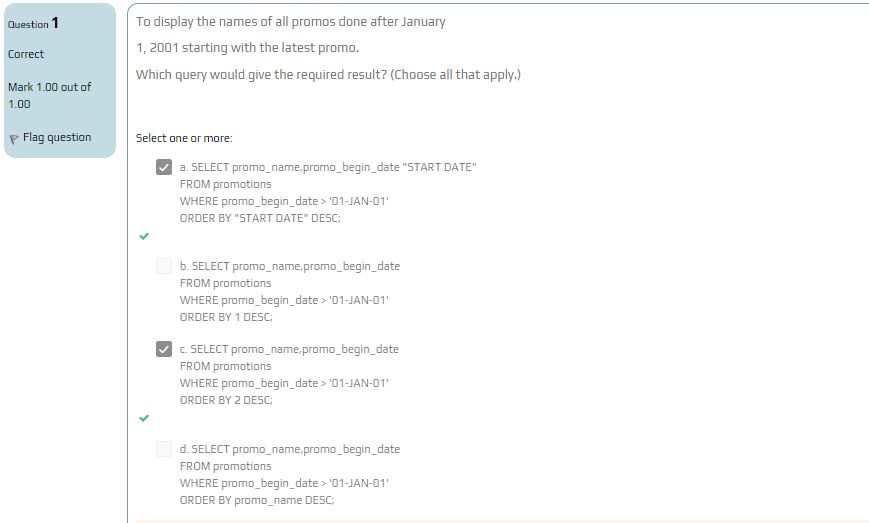 Question 1
Correct
Mark 1.00 out of
1.00
Flag question
To display the names of all promos done after January
1, 2001 starting with the latest promo.
Which query would give the required result? (Choose all that apply.)
Select one or more:
a. SELECT promo_name,promo_begin_date "START DATE"
FROM promotions
WHERE promo_begin_date > '01-JAN-01'
ORDER BY "START DATE" DESC;
b. SELECT promo_name,promo_begin_date
FROM promotions
WHERE promo_begin_date > '01-JAN-01'
ORDER BY 1 DESC;
c. SELECT promo_name,promo_begin_date
FROM promotions
WHERE promo_begin_date > '01-JAN-01'
ORDER BY 2 DESC;
d. SELECT promo_name,promo_begin_date
FROM promotions
WHERE promo_begin_date > '01-JAN-01'
ORDER BY promo_name DESC;